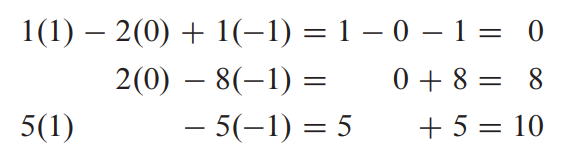 1(1) − 2(0) + 1(−1) = 1 − 0 − 1 = 0
2(0) − 8(−1) = 0 + 8 = 8
5(1) − 5(−1) = 5 + 5 = 10